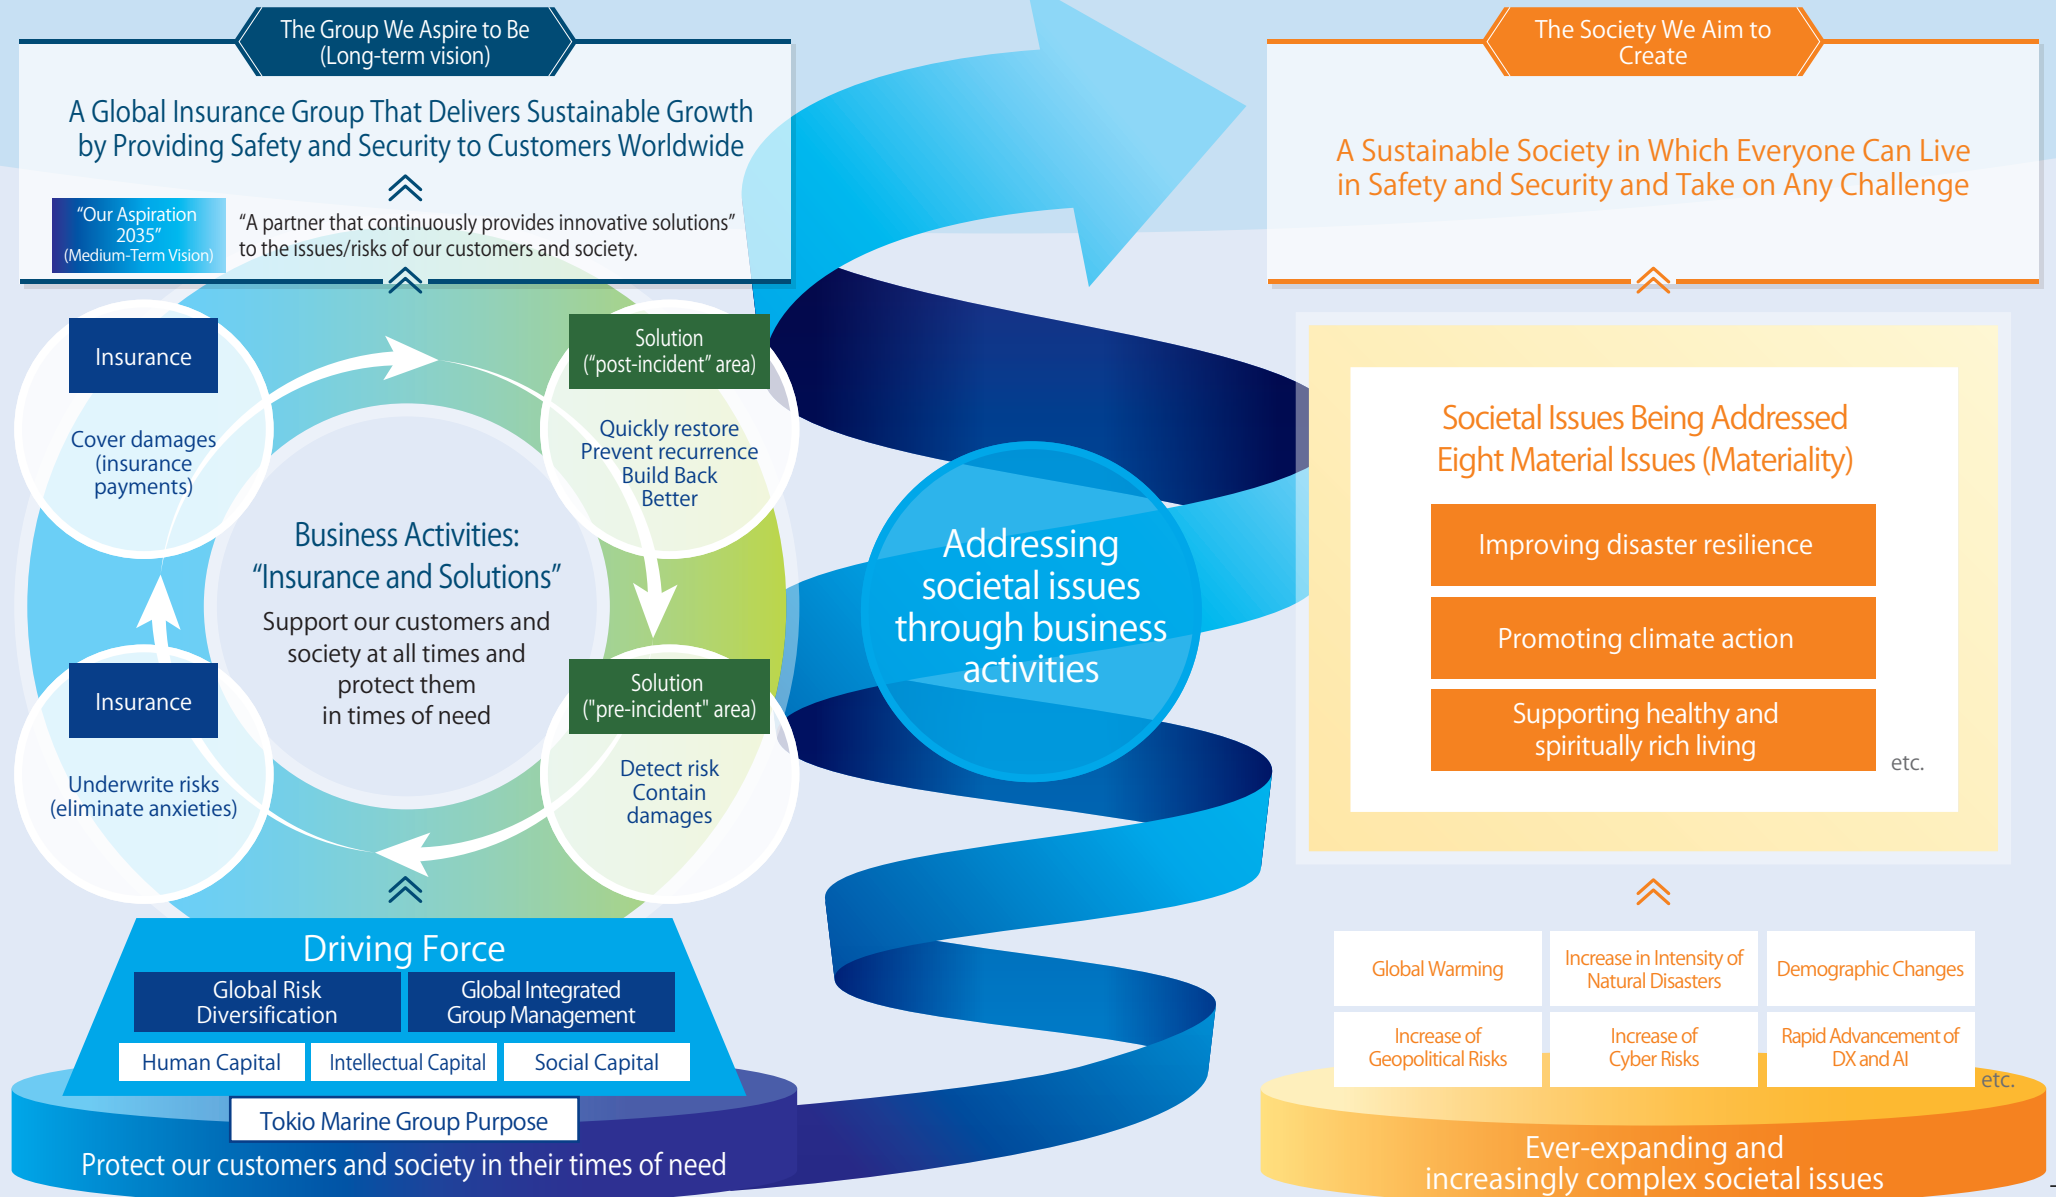 The Group We Aspire to Be
(Long-term vision)
A Global Insurance Group That Delivers Sustainable Growth
by Providing Safety and Security to Customers Worldwide
“Our Aspiration
2035”
(Medium-Term Vision)
“A partner that continuously provides innovative solutions”
to the issues/risks of our customers and society.
Insurance
Cover damages
(insurance
payments)
Solution
(“post-incident” area)
Quickly restore
Prevent recurrence
Build Back
Better
Business Activities:
“Insurance and Solutions”
Support our customers and
society at all times and
protect them
in times of need
Insurance
Underwrite risks
(eliminate anxieties)
Solution
("pre-incident" area)
Detect risk
Contain
damages
Driving Force
Global Risk
Diversification
Global Integrated
Group Management
Human Capital
Intellectual Capital
Social Capital
Tokio Marine Group Purpose
Protect our customers and society in their times of need
Addressing
societal issues
through business
activities
The Society We Aim to
Create
A Sustainable Society in Which Everyone Can Live
in Safety and Security and Take on Any Challenge
Societal Issues Being Addressed
Eight Material Issues (Materiality)
Improving disaster resilience
Promoting climate action
Supporting healthy and
spiritually rich living
etc.
Global Warming
Increase in Intensity of
Natural Disasters
Demographic Changes
Increase of
Geopolitical Risks
Increase of
Cyber Risks
Rapid Advancement of
DX and AI
etc.
Ever-expanding and
increasingly complex societal issues